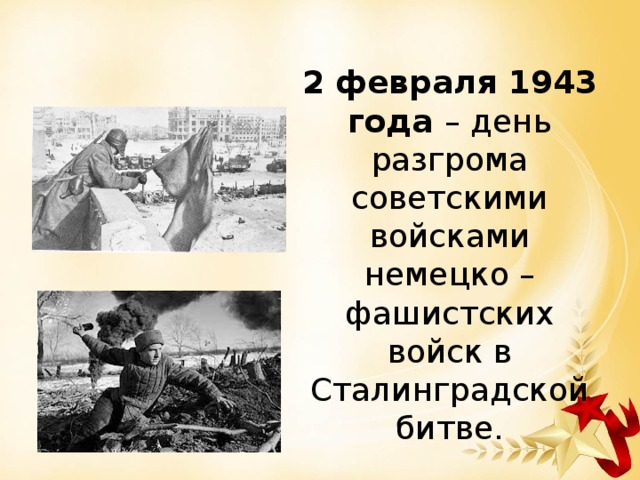 2 февраля 1943
года – день
разгрома
советскими
войсками
немецко –
фашистских
войск в
Сталинградской
битве.